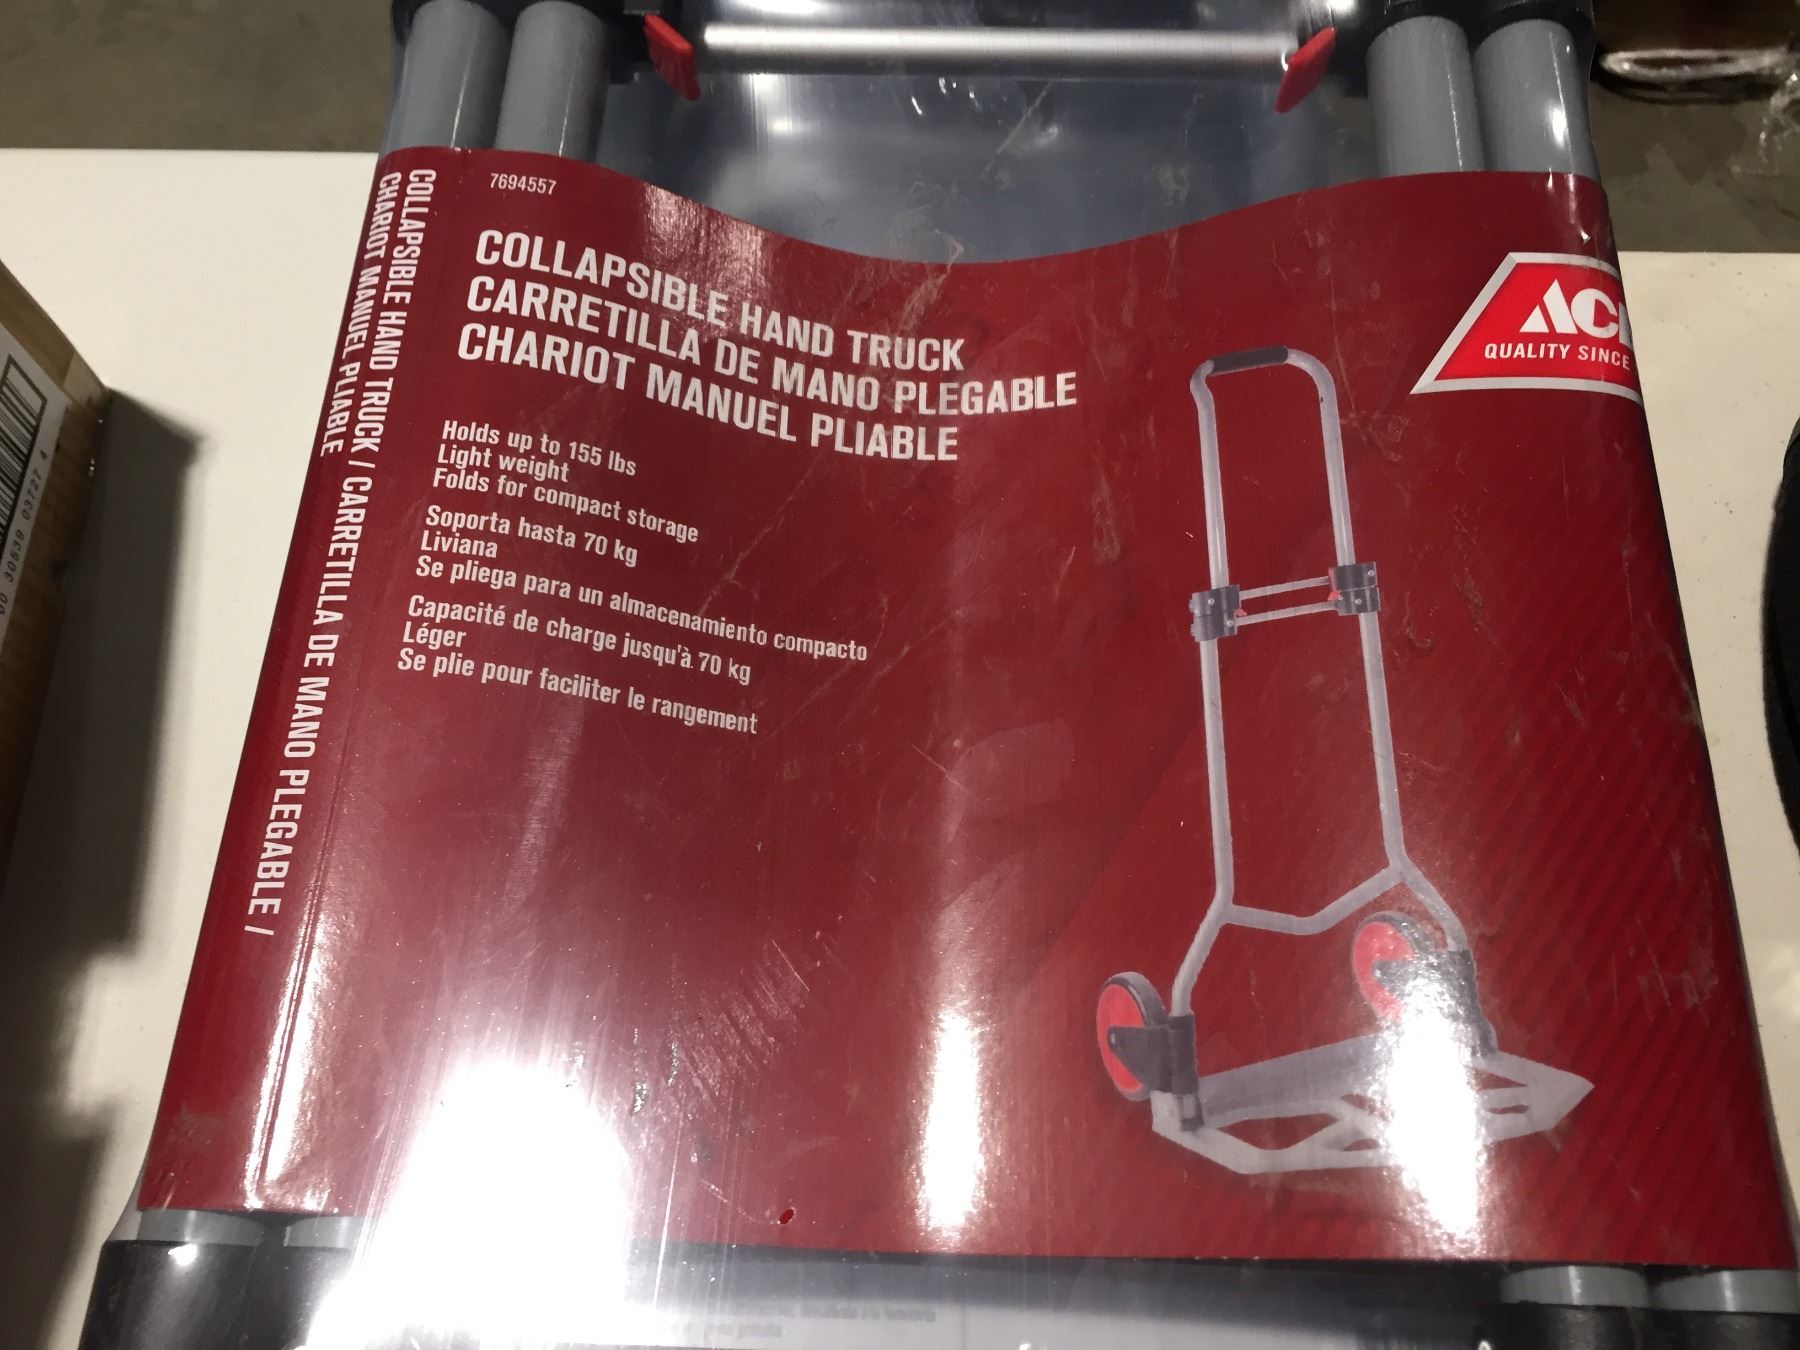 7694557
COLLAPSIBLE HAND TRUCK
CARRETILLA DE MANO PLEGABLE
CHARIOT MANUEL PLIABLE
Holds up to 155 lbs
Light weight
Folds for compact storage
Soporta hasta 70 kg
Liviana
Se pliega para un almacenamiento compacto
Capacité de charge jusqu'à 70 kg
Léger
Se plie pour faciliter le rangement
QUALITY SINCE
COLLAPSIBLE HAND TRUCK / CARRETILLA DE MANO PLEGABLE /
CHARIOT MANUEL PLIABLE
30539 03727 4